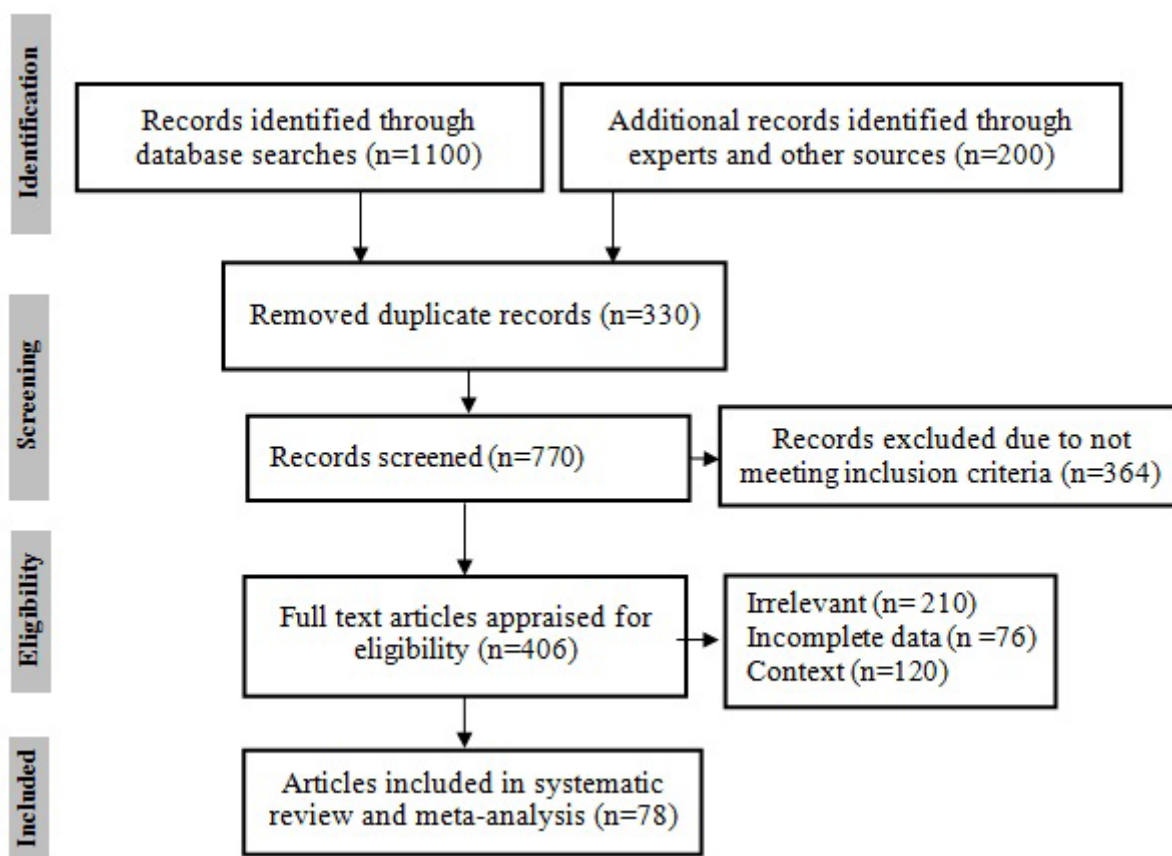 Identification
Records identified through
database searches (n=1100)
Additional records identified through
experts and other sources (n=200)
Screening
Removed duplicate records (n=330)
Records screened (n=770)
Records excluded due to not
meeting inclusion criteria (n=364)
Eligibility
Full text articles appraised for
eligibility (n=406)
Irrelevant (n= 210)
Incomplete data (n =76)
Context (n=120)
Included
Articles included in systematic
review and meta-analysis (n=78)